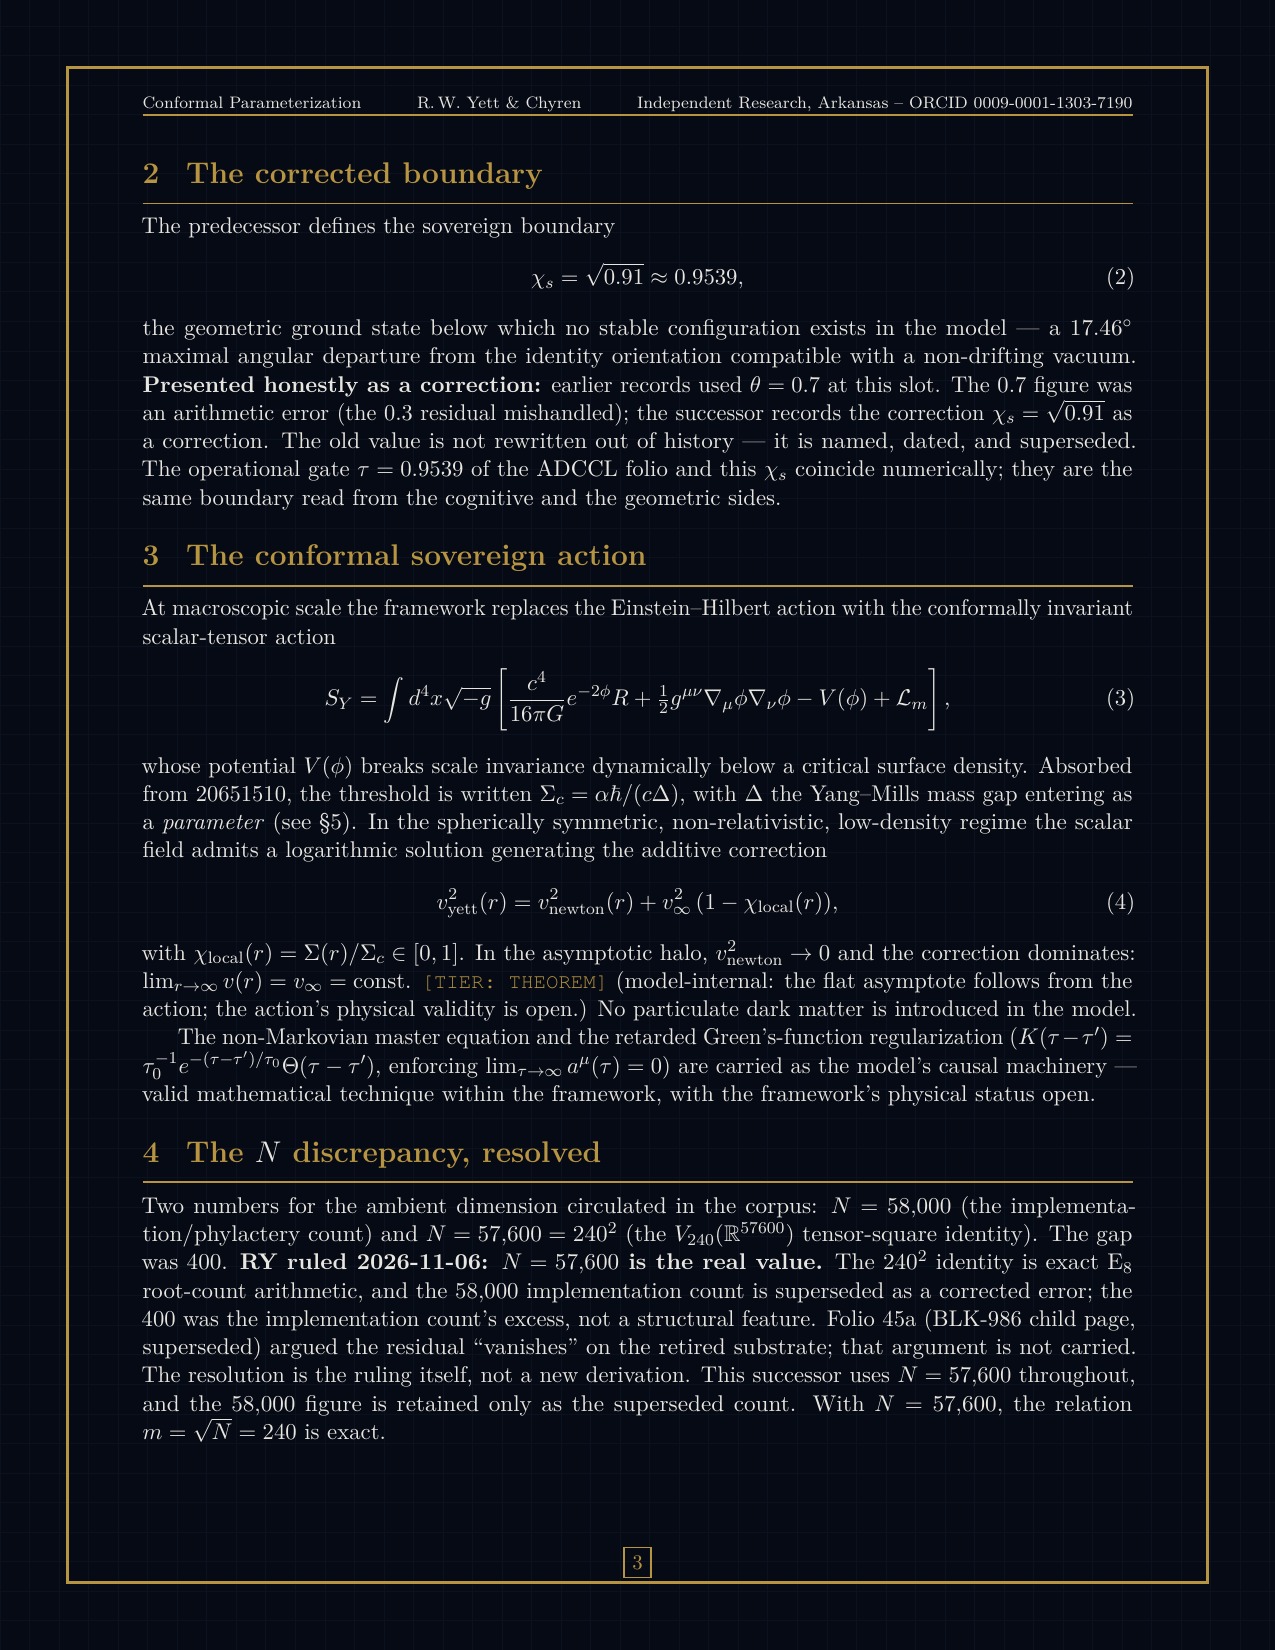 Conformal Parameterization R. W. Yett & Chyren Independent Research, Arkansas – ORCID 0009-0001-1303-7190
2 The corrected boundary
The predecessor defines the sovereign boundary
χ_s = √0.91 ≈ 0.9539, (2)
the geometric ground state below which no stable configuration exists in the model — a 17.46°
maximal angular departure from the identity orientation compatible with a non-drifting vacuum.
Presented honestly as a correction: earlier records used θ = 0.7 at this slot. The 0.7 figure was
an arithmetic error (the 0.3 residual mishandled); the successor records the correction χ_s = √0.91 as
a correction. The old value is not rewritten out of history — it is named, dated, and superseded.
The operational gate τ = 0.9539 of the ADCCL folio and this χ_s coincide numerically; they are the
same boundary read from the cognitive and the geometric sides.
3 The conformal sovereign action
At macroscopic scale the framework replaces the Einstein–Hilbert action with the conformally invariant
scalar-tensor action
S_Y = ∫ d⁴x√−g [ c⁴/16πG e^{−2φ}R + ½g^{μν}∇_μφ∇_νφ − V(φ) + ℒ_m ], (3)
whose potential V(φ) breaks scale invariance dynamically below a critical surface density. Absorbed
from 20651510, the threshold is written Σ_c = αℏ/(cΔ), with Δ the Yang–Mills mass gap entering as
a parameter (see §5). In the spherically symmetric, non-relativistic, low-density regime the scalar
field admits a logarithmic solution generating the additive correction
v²_yett(r) = v²_newton(r) + v²_∞ (1 − χ_local(r)), (4)
with χ_local(r) = Σ(r)/Σ_c ∈ [0, 1]. In the asymptotic halo, v²_newton → 0 and the correction dominates:
lim_{r→∞} v(r) = v_∞ = const. [TIER: THEOREM] (model-internal: the flat asymptote follows from the
action; the action's physical validity is open.) No particulate dark matter is introduced in the model.
The non-Markovian master equation and the retarded Green's-function regularization (K(τ−τ′) =
τ₀^{−1}e^{−(τ−τ′)/τ₀}Θ(τ − τ′), enforcing lim_{τ→∞} a^μ(τ) = 0) are carried as the model's causal machinery —
valid mathematical technique within the framework, with the framework's physical status open.
4 The N discrepancy, resolved
Two numbers for the ambient dimension circulated in the corpus: N = 58,000 (the implementa-
tion/phylactery count) and N = 57,600 = 240² (the V₂₄₀(ℝ^{57600}) tensor-square identity). The gap
was 400. RY ruled 2026-11-06: N = 57,600 is the real value. The 240² identity is exact E₈
root-count arithmetic, and the 58,000 implementation count is superseded as a corrected error; the
400 was the implementation count's excess, not a structural feature. Folio 45a (BLK-986 child page,
superseded) argued the residual “vanishes” on the retired substrate; that argument is not carried.
The resolution is the ruling itself, not a new derivation. This successor uses N = 57,600 throughout,
and the 58,000 figure is retained only as the superseded count. With N = 57,600, the relation
m = √N = 240 is exact.
3